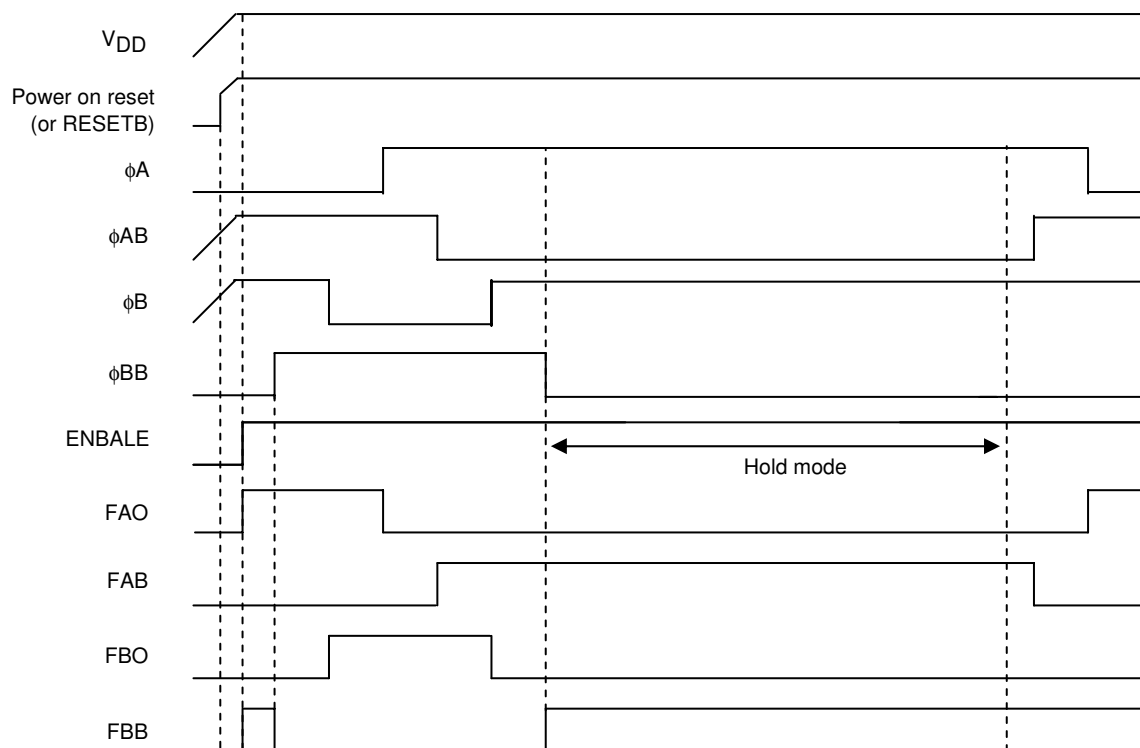 VDD
Power on reset
(or RESETB)
ϕA
ϕAB
ϕB
ϕBB
ENBALE
Hold mode
FAO
FAB
FBO
FBB